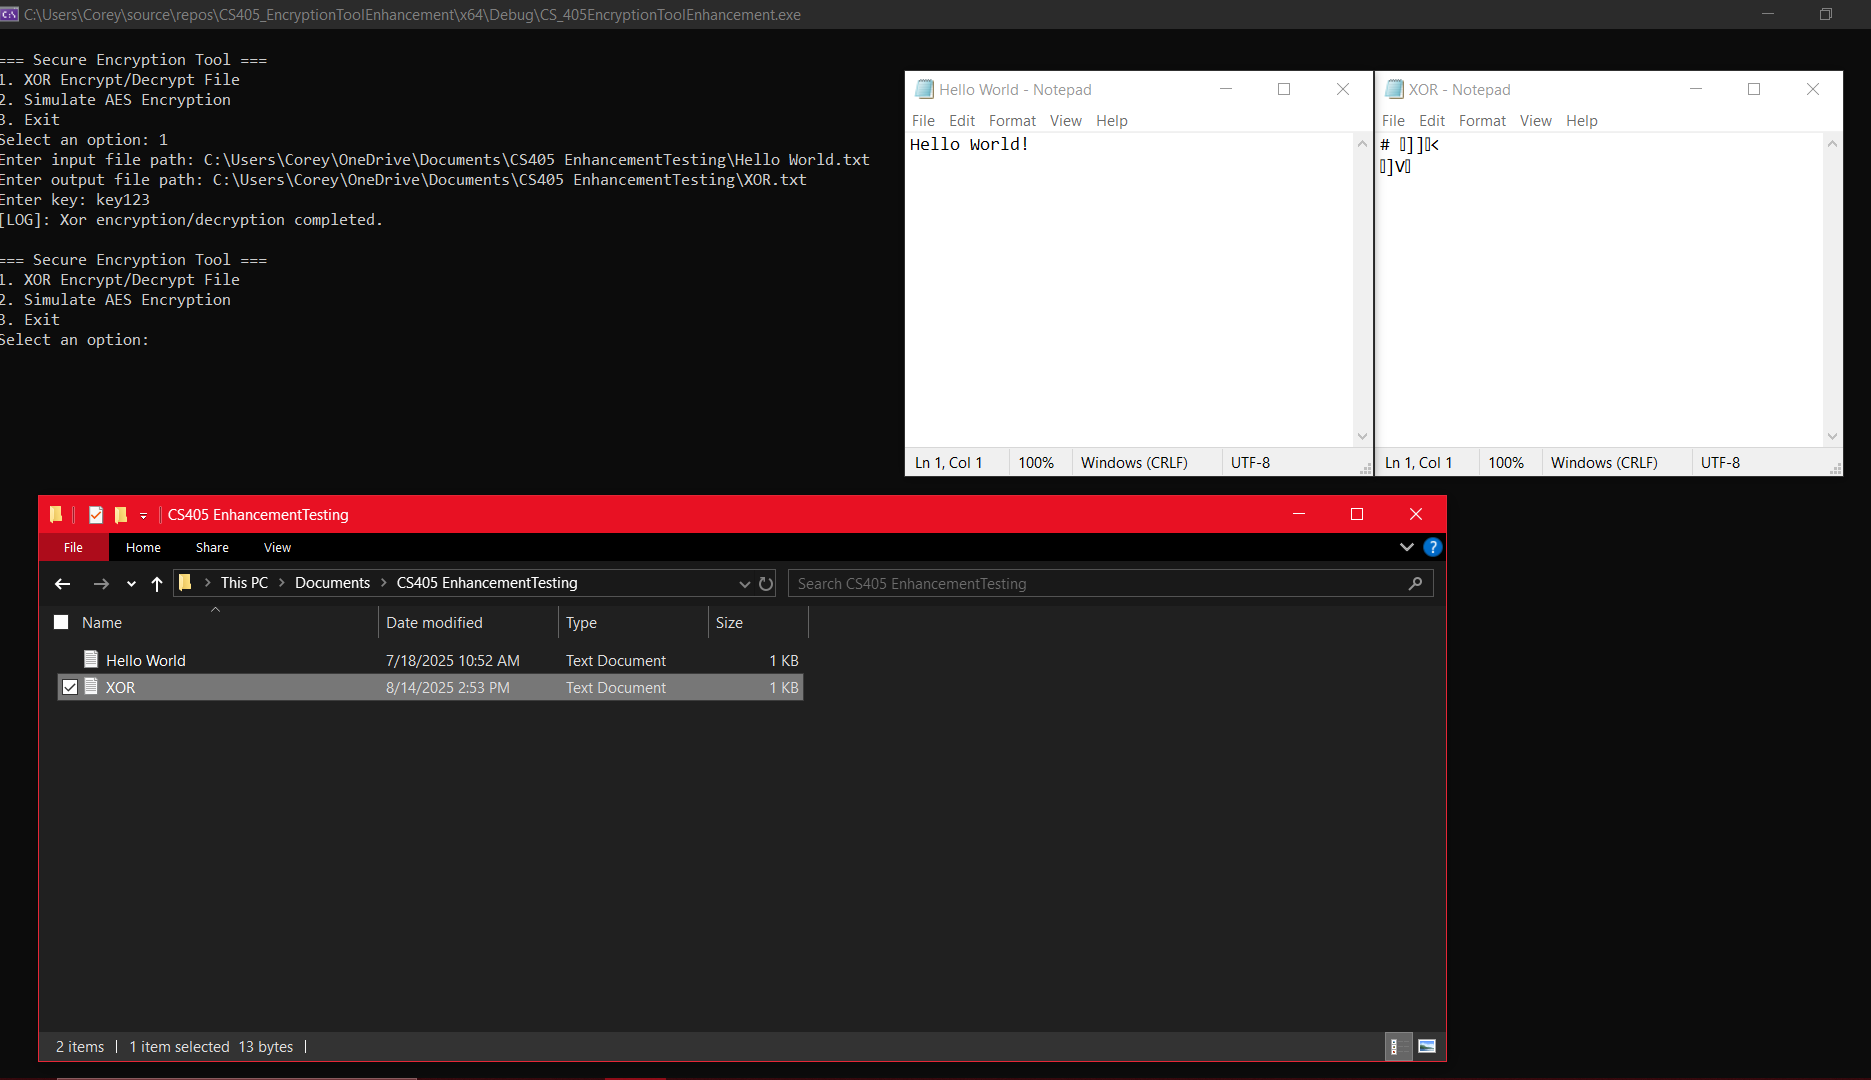 C:\Users\Corey\source\repos\CS405_EncryptionToolEnhancement\x64\Debug\CS_405EncryptionToolEnhancement.exe
=== Secure Encryption Tool ===
1. XOR Encrypt/Decrypt File
2. Simulate AES Encryption
3. Exit
Select an option: 1
Enter input file path: C:\Users\Corey\OneDrive\Documents\CS405 EnhancementTesting\Hello World.txt
Enter output file path: C:\Users\Corey\OneDrive\Documents\CS405 EnhancementTesting\XOR.txt
Enter key: key123
[LOG]: Xor encryption/decryption completed.
=== Secure Encryption Tool ===
1. XOR Encrypt/Decrypt File
2. Simulate AES Encryption
3. Exit
Select an option:
Hello World - Notepad
File Edit Format View Help
Hello World!
Ln 1, Col 1 100% Windows (CRLF) UTF-8
XOR - Notepad
File Edit Format View Help
# ▯]]▯<
▯]V▯
Ln 1, Col 1 100% Windows (CRLF) UTF-8
CS405 EnhancementTesting
File Home Share View
This PC > Documents > CS405 EnhancementTesting
Search CS405 EnhancementTesting
Name Date modified Type Size
Hello World 7/18/2025 10:52 AM Text Document 1 KB
XOR 8/14/2025 2:53 PM Text Document 1 KB
2 items | 1 item selected 13 bytes |